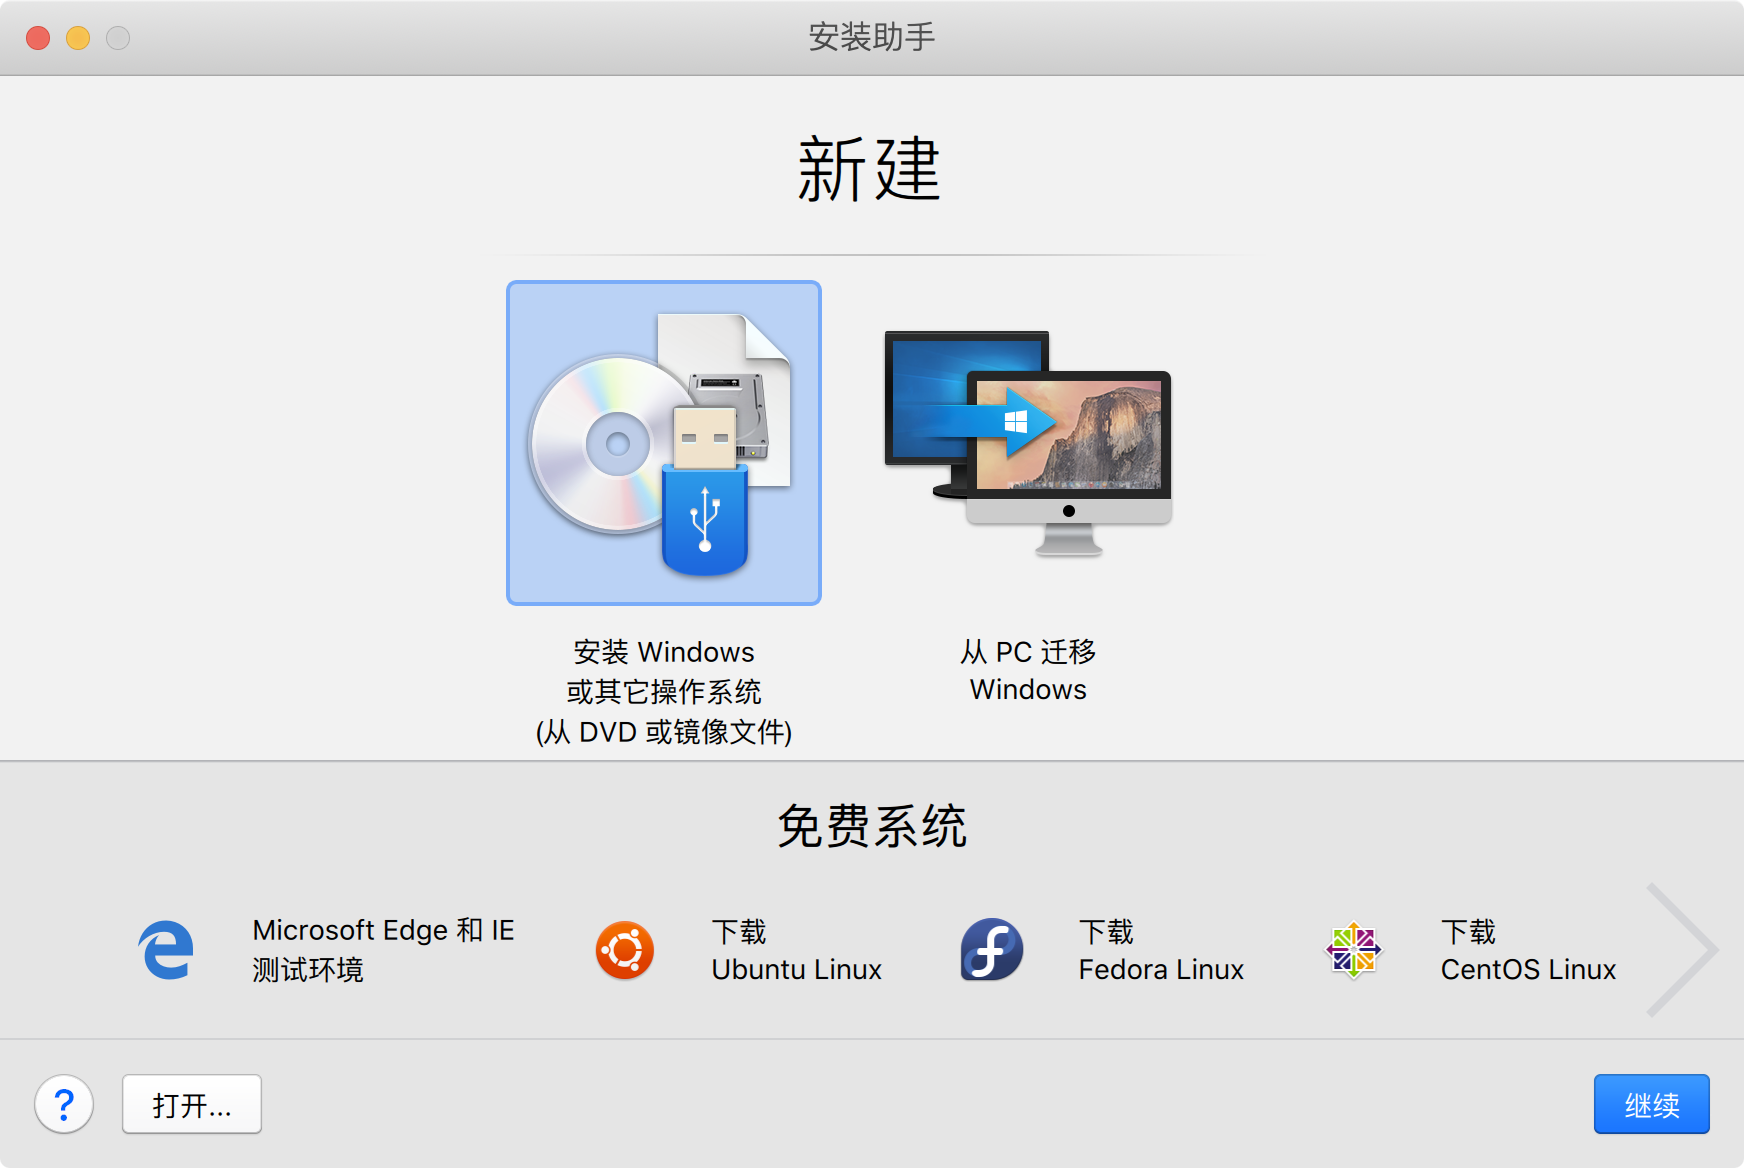 安装助手
新建
安装 Windows
或其它操作系统
(从 DVD 或镜像文件)
从 PC 迁移
Windows
免费系统
Microsoft Edge 和 IE
测试环境
下载
Ubuntu Linux
下载
Fedora Linux
下载
CentOS Linux
?
打开...
继续